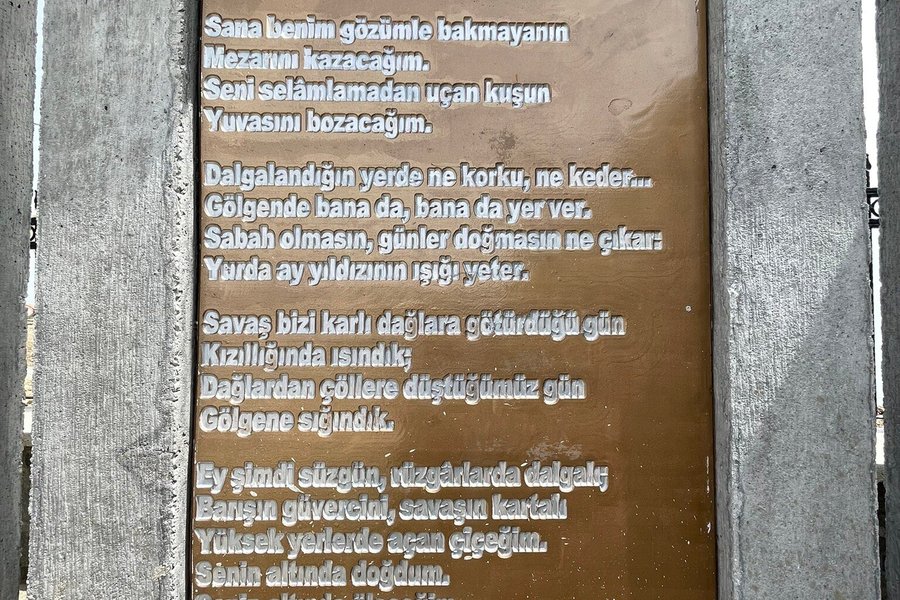 Sana benim gözümle bakmayanın
Mezarını kazacağım.
Seni selâmlamadan uçan kuşun
Yuvasını bozacağım.
Dalgalandığın yerde ne korku, ne keder...
Gölgende bana da, bana da yer ver.
Sabah olmasın, günler doğmasın ne çıkar:
Yurda ay yıldızının ışığı yeter.
Savaş bizi karlı dağlara götürdüğü gün
Kızıllığında ısındık;
Dağlardan çöllere düştüğümüz gün
Gölgene sığındık.
Ey şimdi süzgün, rüzgârlarda dalgalı;
Barışın güvercini, savaşın kartalı
Yüksek yerlerde açan çiçeğim.
Senin altında doğdum.
Senin altında öleceğim.